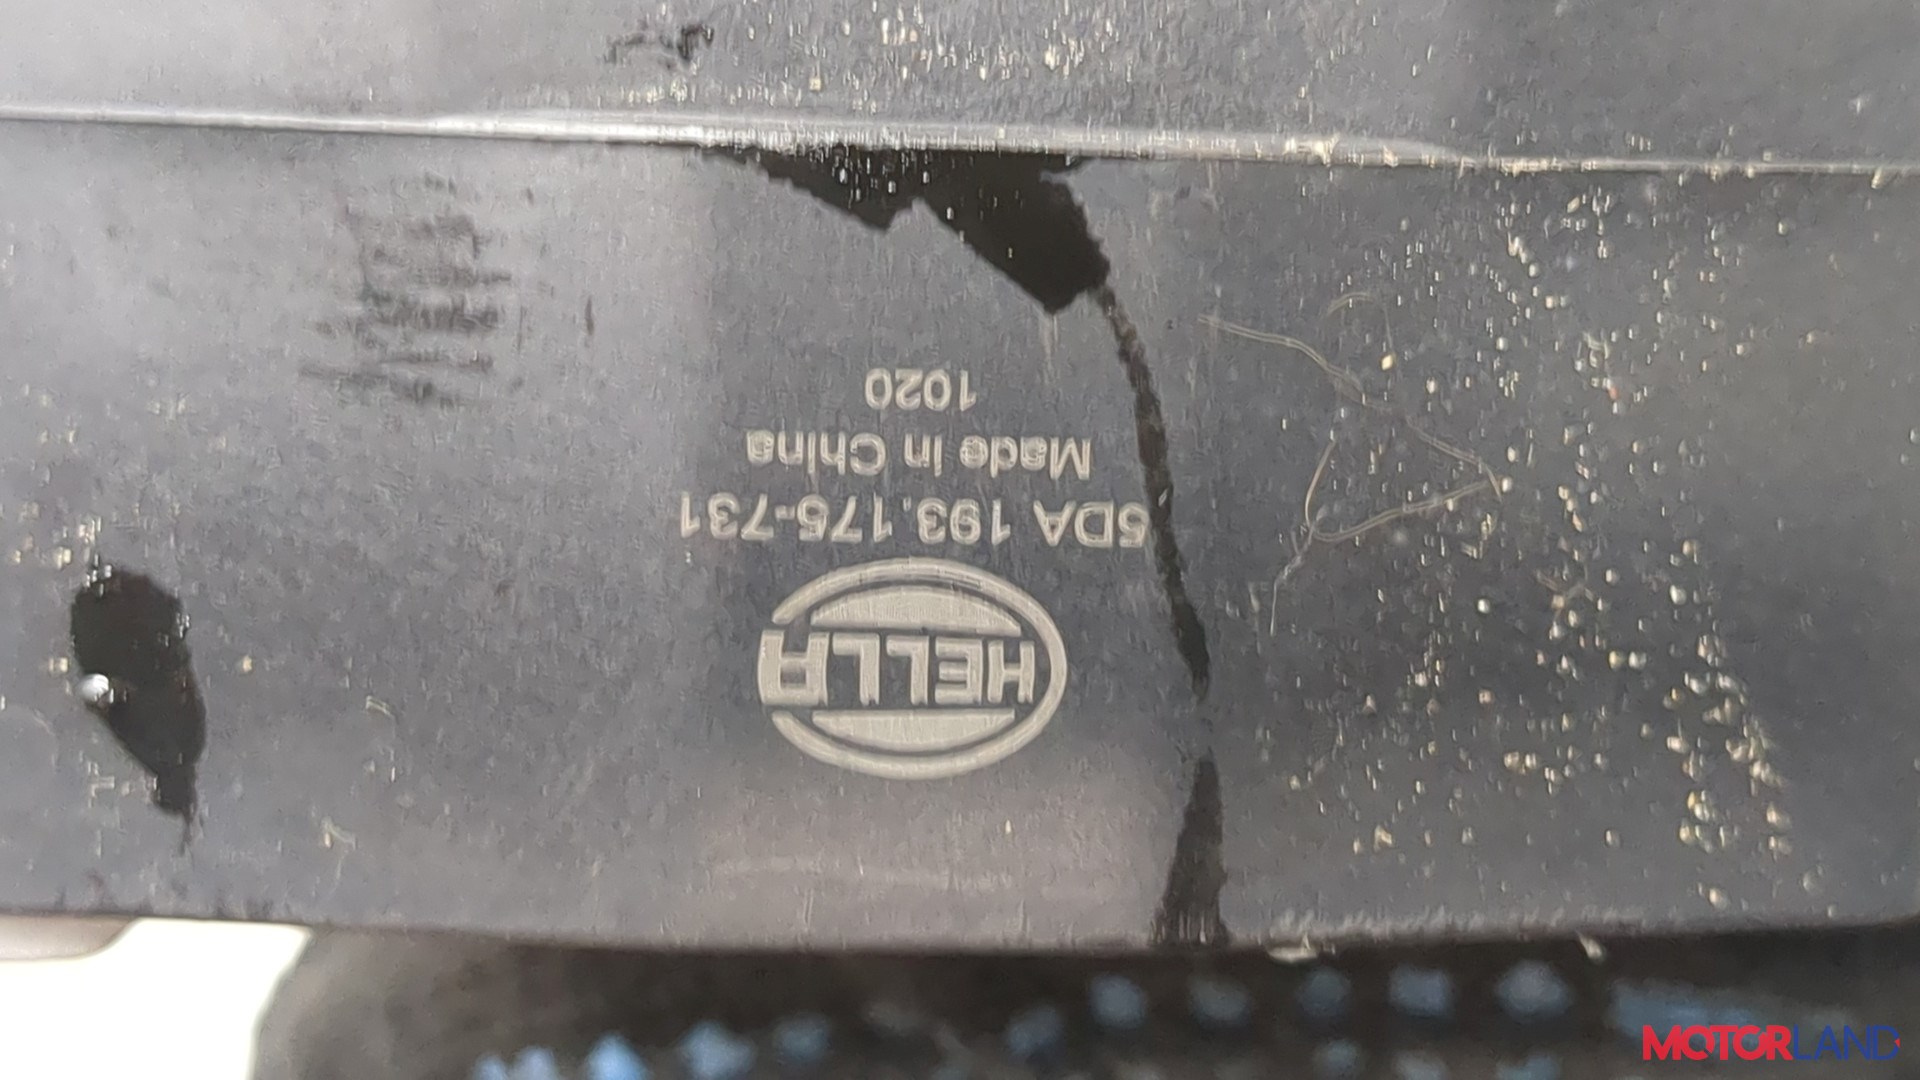 HELLA
5DA 193.175-731
Made in China
1020
MOTORLAND